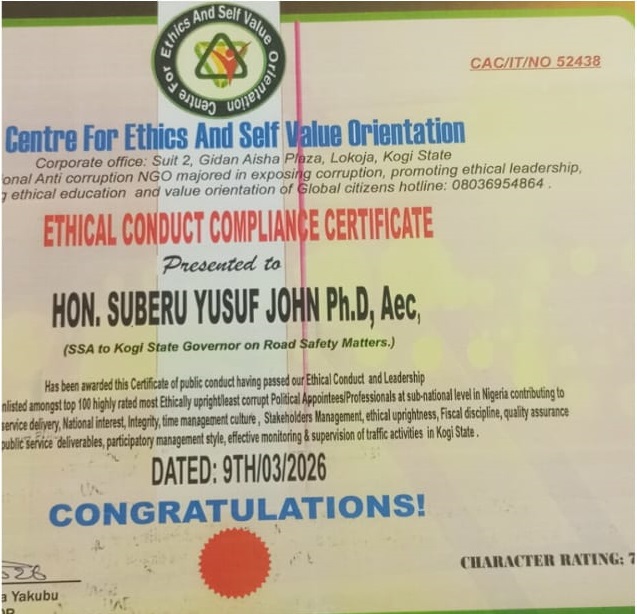 Centre For Ethics And Self Value Orientation
CAC/IT/NO 52438
Centre For Ethics And Self Value Orientation
Corporate office: Suit 2, Gidan Aisha Plaza, Lokoja, Kogi State
onal Anti corruption NGO majored in exposing corruption, promoting ethical leadership,
g ethical education and value orientation of Global citizens hotline: 08036954864 .
ETHICAL CONDUCT COMPLIANCE CERTIFICATE
Presented to
HON. SUBERU YUSUF JOHN Ph.D, Aec,
(SSA to Kogi State Governor on Road Safety Matters.)
Has been awarded this Certificate of public conduct having passed our Ethical Conduct and Leadership
nlisted amongst top 100 highly rated most Ethically upright/least corrupt Political Appointees/Professionals at sub-national level in Nigeria contributing to
service delivery, National interest, Integrity, time management culture , Stakeholders Management, ethical uprightness, Fiscal discipline, quality assurance
public service deliverables, participatory management style, effective monitoring & supervision of traffic activities in Kogi State .
DATED: 9TH/03/2026
CONGRATULATIONS!
CHARACTER RATING: 7
a Yakubu